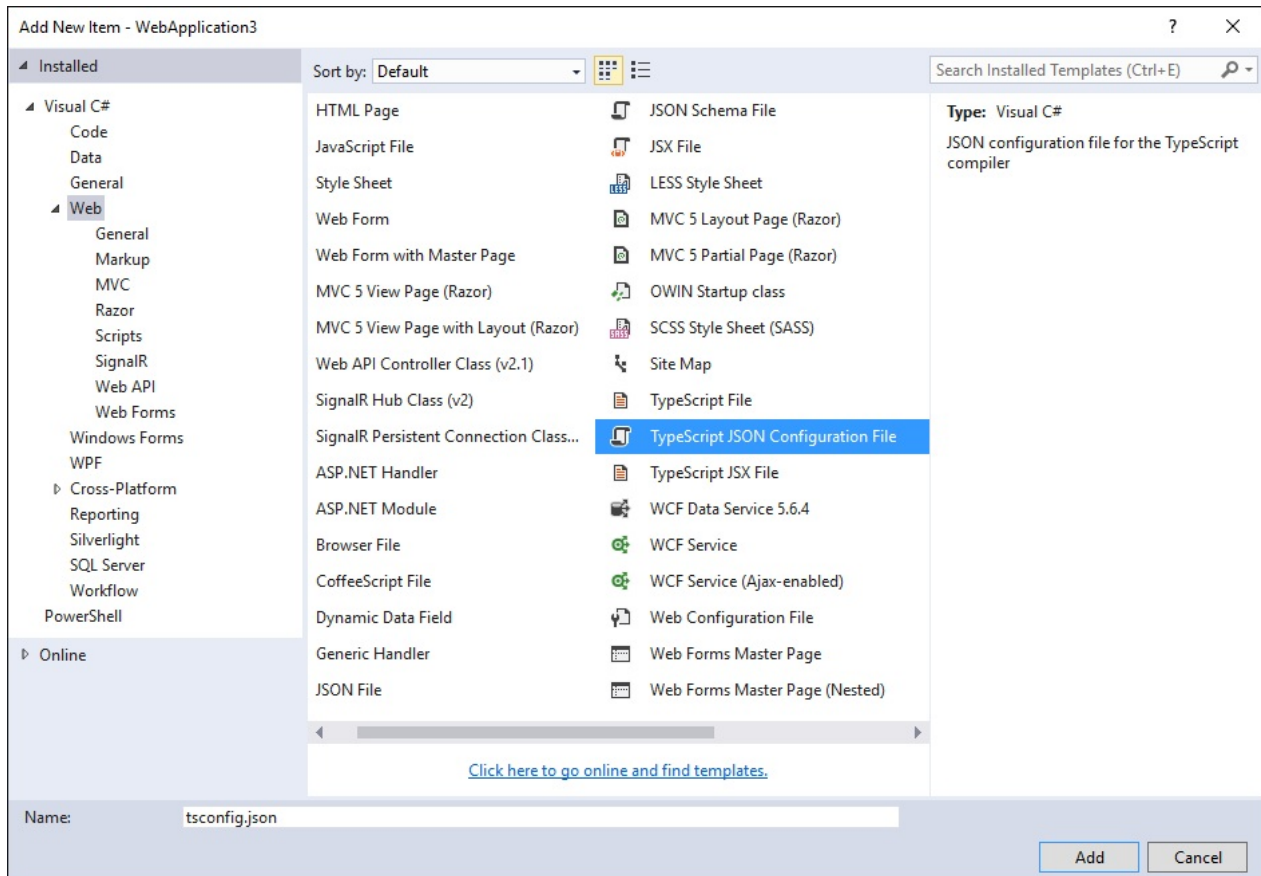 Add New Item - WebApplication3
?
Installed
Visual C#
Code
Data
General
Web
General
Markup
MVC
Razor
Scripts
SignalR
Web API
Web Forms
Windows Forms
WPF
Cross-Platform
Reporting
Silverlight
SQL Server
Workflow
PowerShell
Online
Sort by: Default
HTML Page
JavaScript File
Style Sheet
Web Form
Web Form with Master Page
MVC 5 View Page (Razor)
MVC 5 View Page with Layout (Razor)
Web API Controller Class (v2.1)
SignalR Hub Class (v2)
SignalR Persistent Connection Class...
ASP.NET Handler
ASP.NET Module
Browser File
CoffeeScript File
Dynamic Data Field
Generic Handler
JSON File
JSON Schema File
JSX File
LESS Style Sheet
MVC 5 Layout Page (Razor)
MVC 5 Partial Page (Razor)
OWIN Startup class
SCSS Style Sheet (SASS)
Site Map
TypeScript File
TypeScript JSON Configuration File
TypeScript JSX File
WCF Data Service 5.6.4
WCF Service
WCF Service (Ajax-enabled)
Web Configuration File
Web Forms Master Page
Web Forms Master Page (Nested)
Click here to go online and find templates.
Search Installed Templates (Ctrl+E)
Type: Visual C#
JSON configuration file for the TypeScript
compiler
Name: tsconfig.json
Add
Cancel